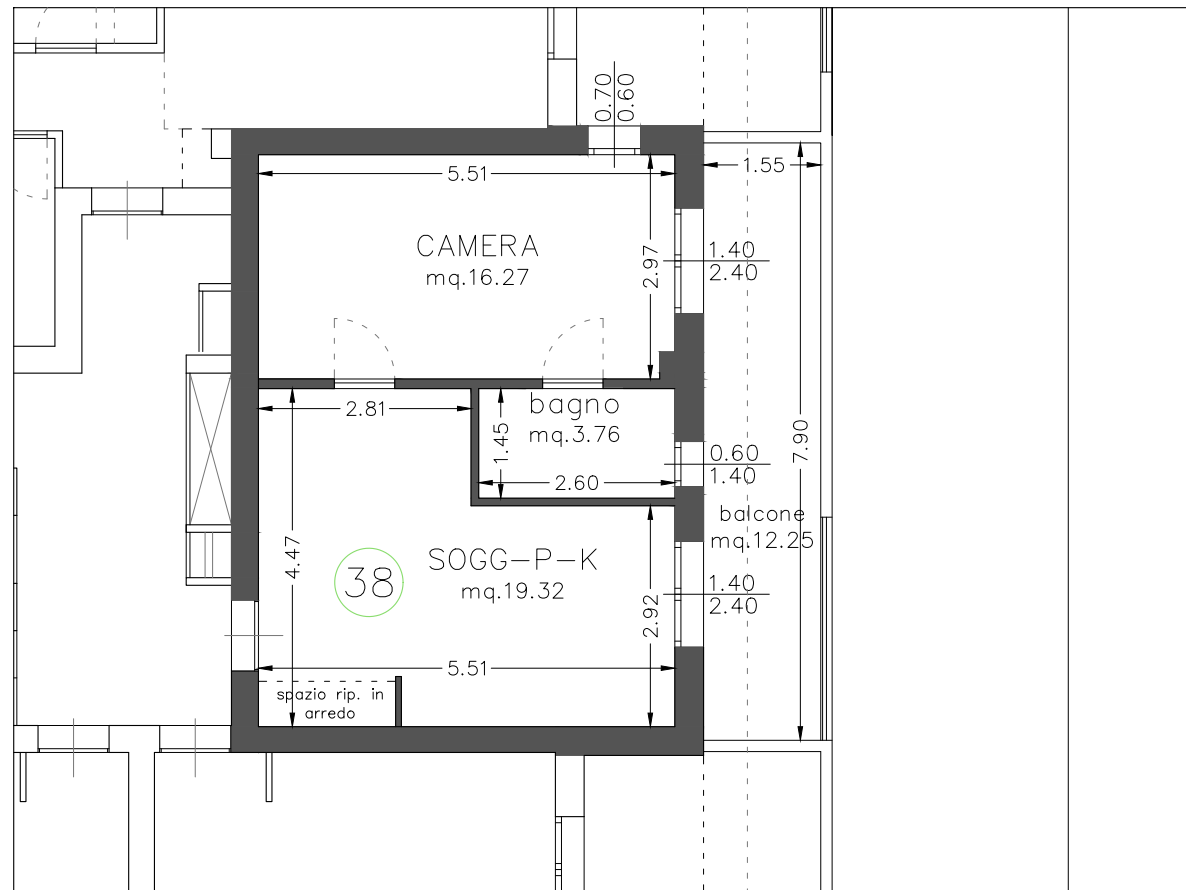 0.70
0.60
5.51
1.55
CAMERA
mq.16.27
2.97
1.40
2.40
2.81
bagno
mq.3.76
1.45
2.60
0.60
1.40
7.90
balcone
mq.12.25
4.47
38
SOGG-P-K
mq.19.32
1.40
2.40
2.92
5.51
spazio rip. in
arredo